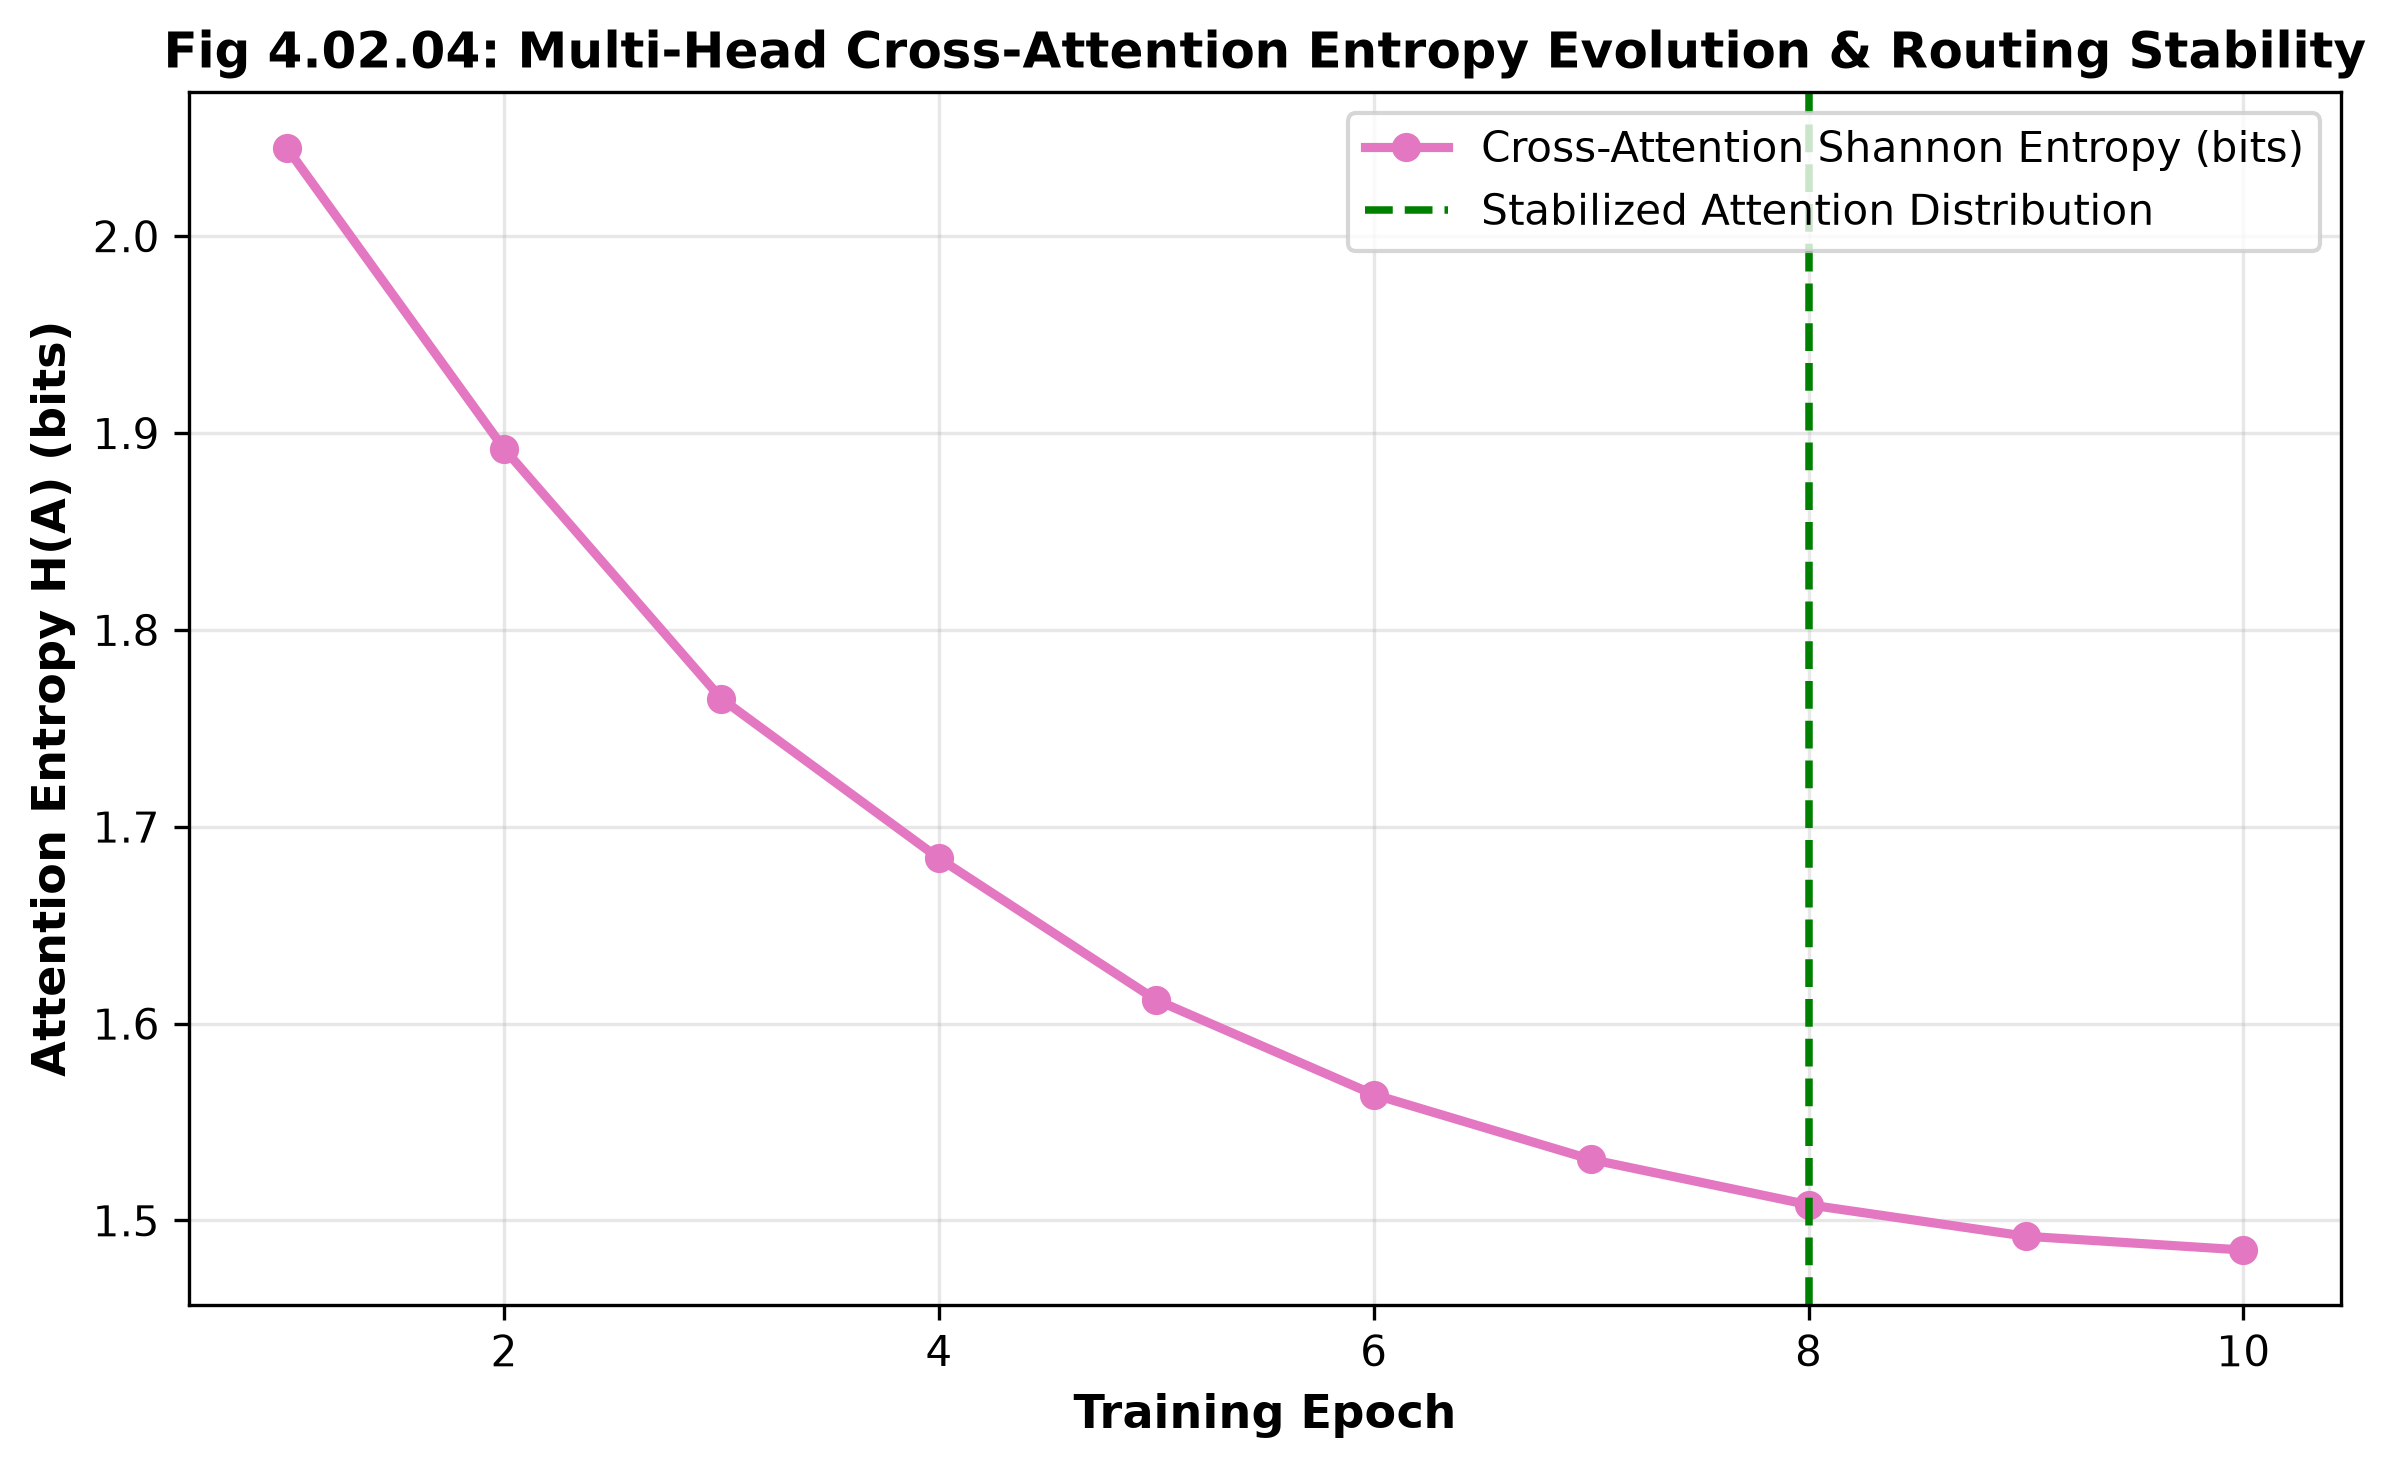 Fig 4.02.04: Multi-Head Cross-Attention Entropy Evolution & Routing Stability
Cross-Attention Shannon Entropy (bits)
Stabilized Attention Distribution
Attention Entropy H(A) (bits)
2.0
1.9
1.8
1.7
1.6
1.5
2 4 6 8 10
Training Epoch